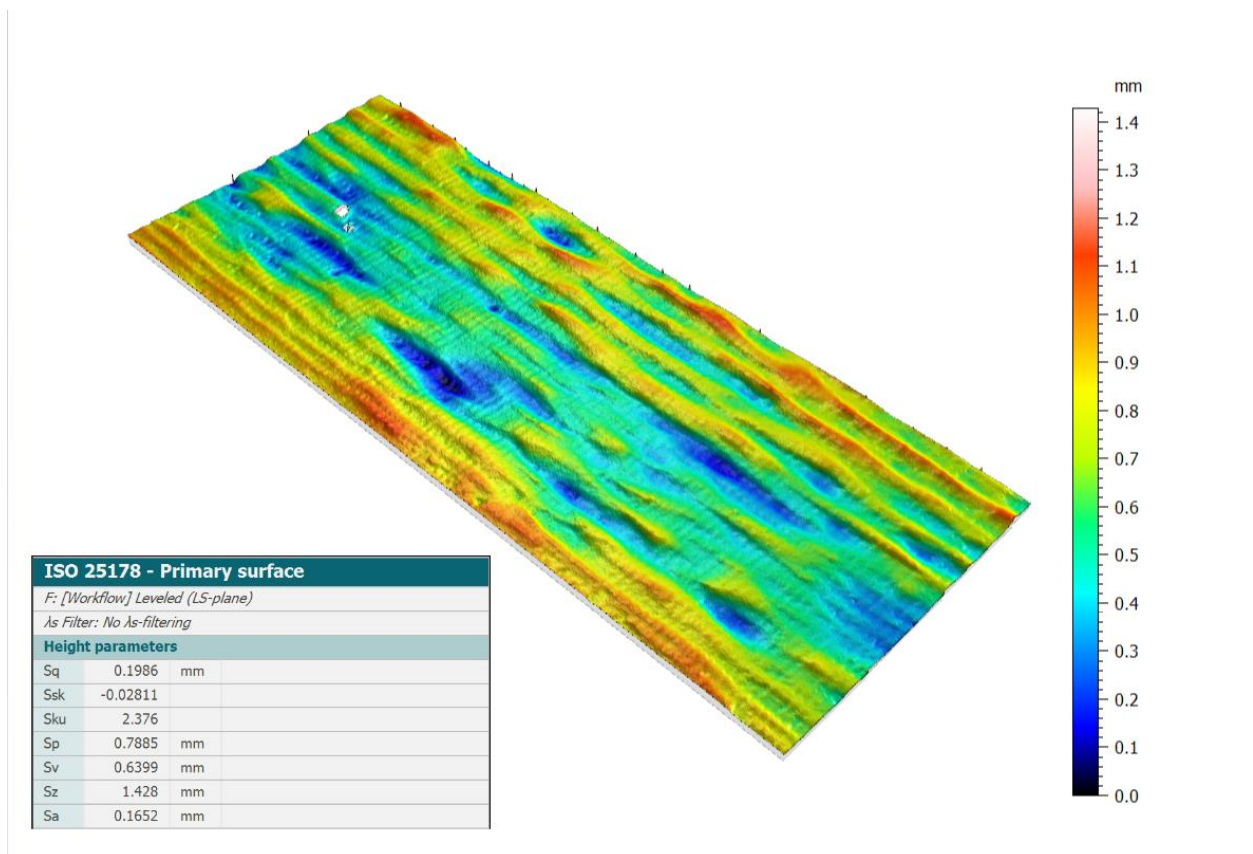 mm
1.4
1.3
1.2
1.1
1.0
0.9
0.8
0.7
0.6
0.5
0.4
0.3
0.2
0.1
0.0
ISO 25178 - Primary surface
F: [Workflow] Leveled (LS-plane)
λs Filter: No λs-filtering
Height parameters
Sq 0.1986 mm
Ssk -0.02811
Sku 2.376
Sp 0.7885 mm
Sv 0.6399 mm
Sz 1.428 mm
Sa 0.1652 mm